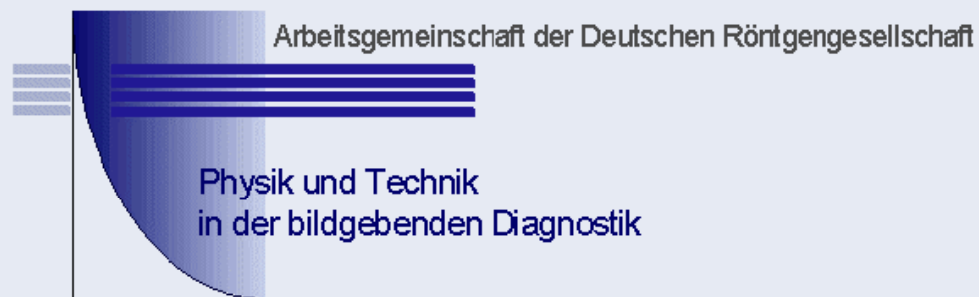 Arbeitsgemeinschaft der Deutschen Röntgengesellschaft
Physik und Technik
in der bildgebenden Diagnostik